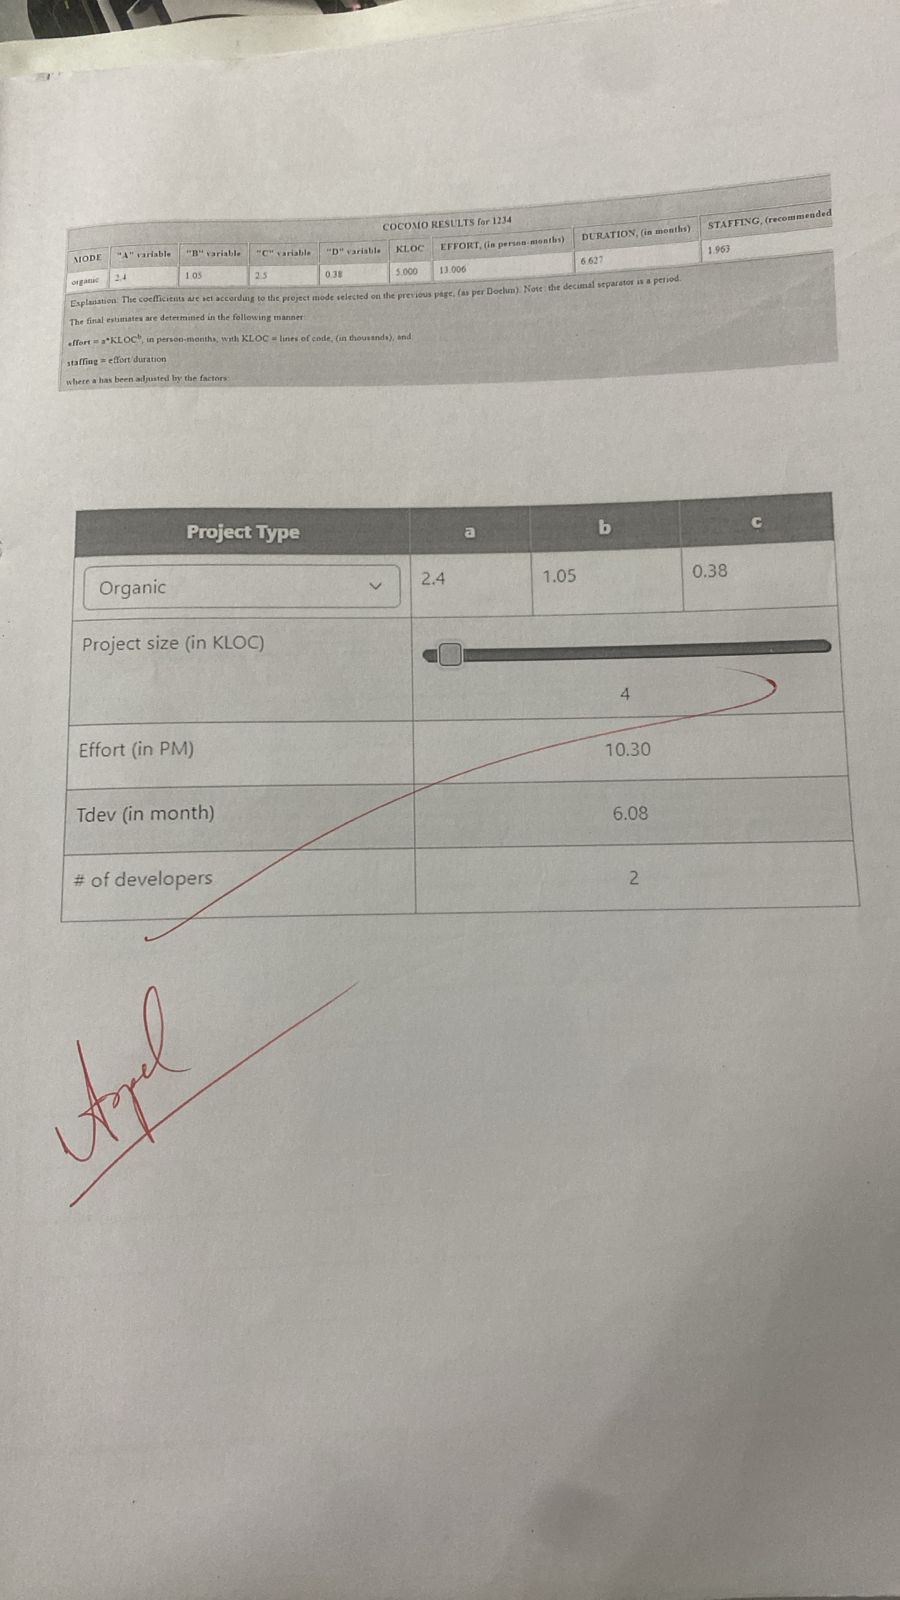 COCOMO RESULTS for 1234
MODE "A" variable "B" variable "C" variable "D" variable KLOC EFFORT, (in person-months) DURATION, (in months) STAFFING, (recommended
organic 2.4 1.05 2.5 0.38 5.000 13.006 6.627 1.963
Explanation: The coefficients are set according to the project mode selected on the previous page, (as per Boehm). Note: the decimal separator is a period.
The final estimates are determined in the following manner:
effort = a*KLOCᵇ, in person-months, with KLOC = lines of code, (in thousands), and:
staffing = effort/duration
where a has been adjusted by the factors:
Project Type a b c
Organic 2.4 1.05 0.38
Project size (in KLOC)
4
Effort (in PM) 10.30
Tdev (in month) 6.08
# of developers 2